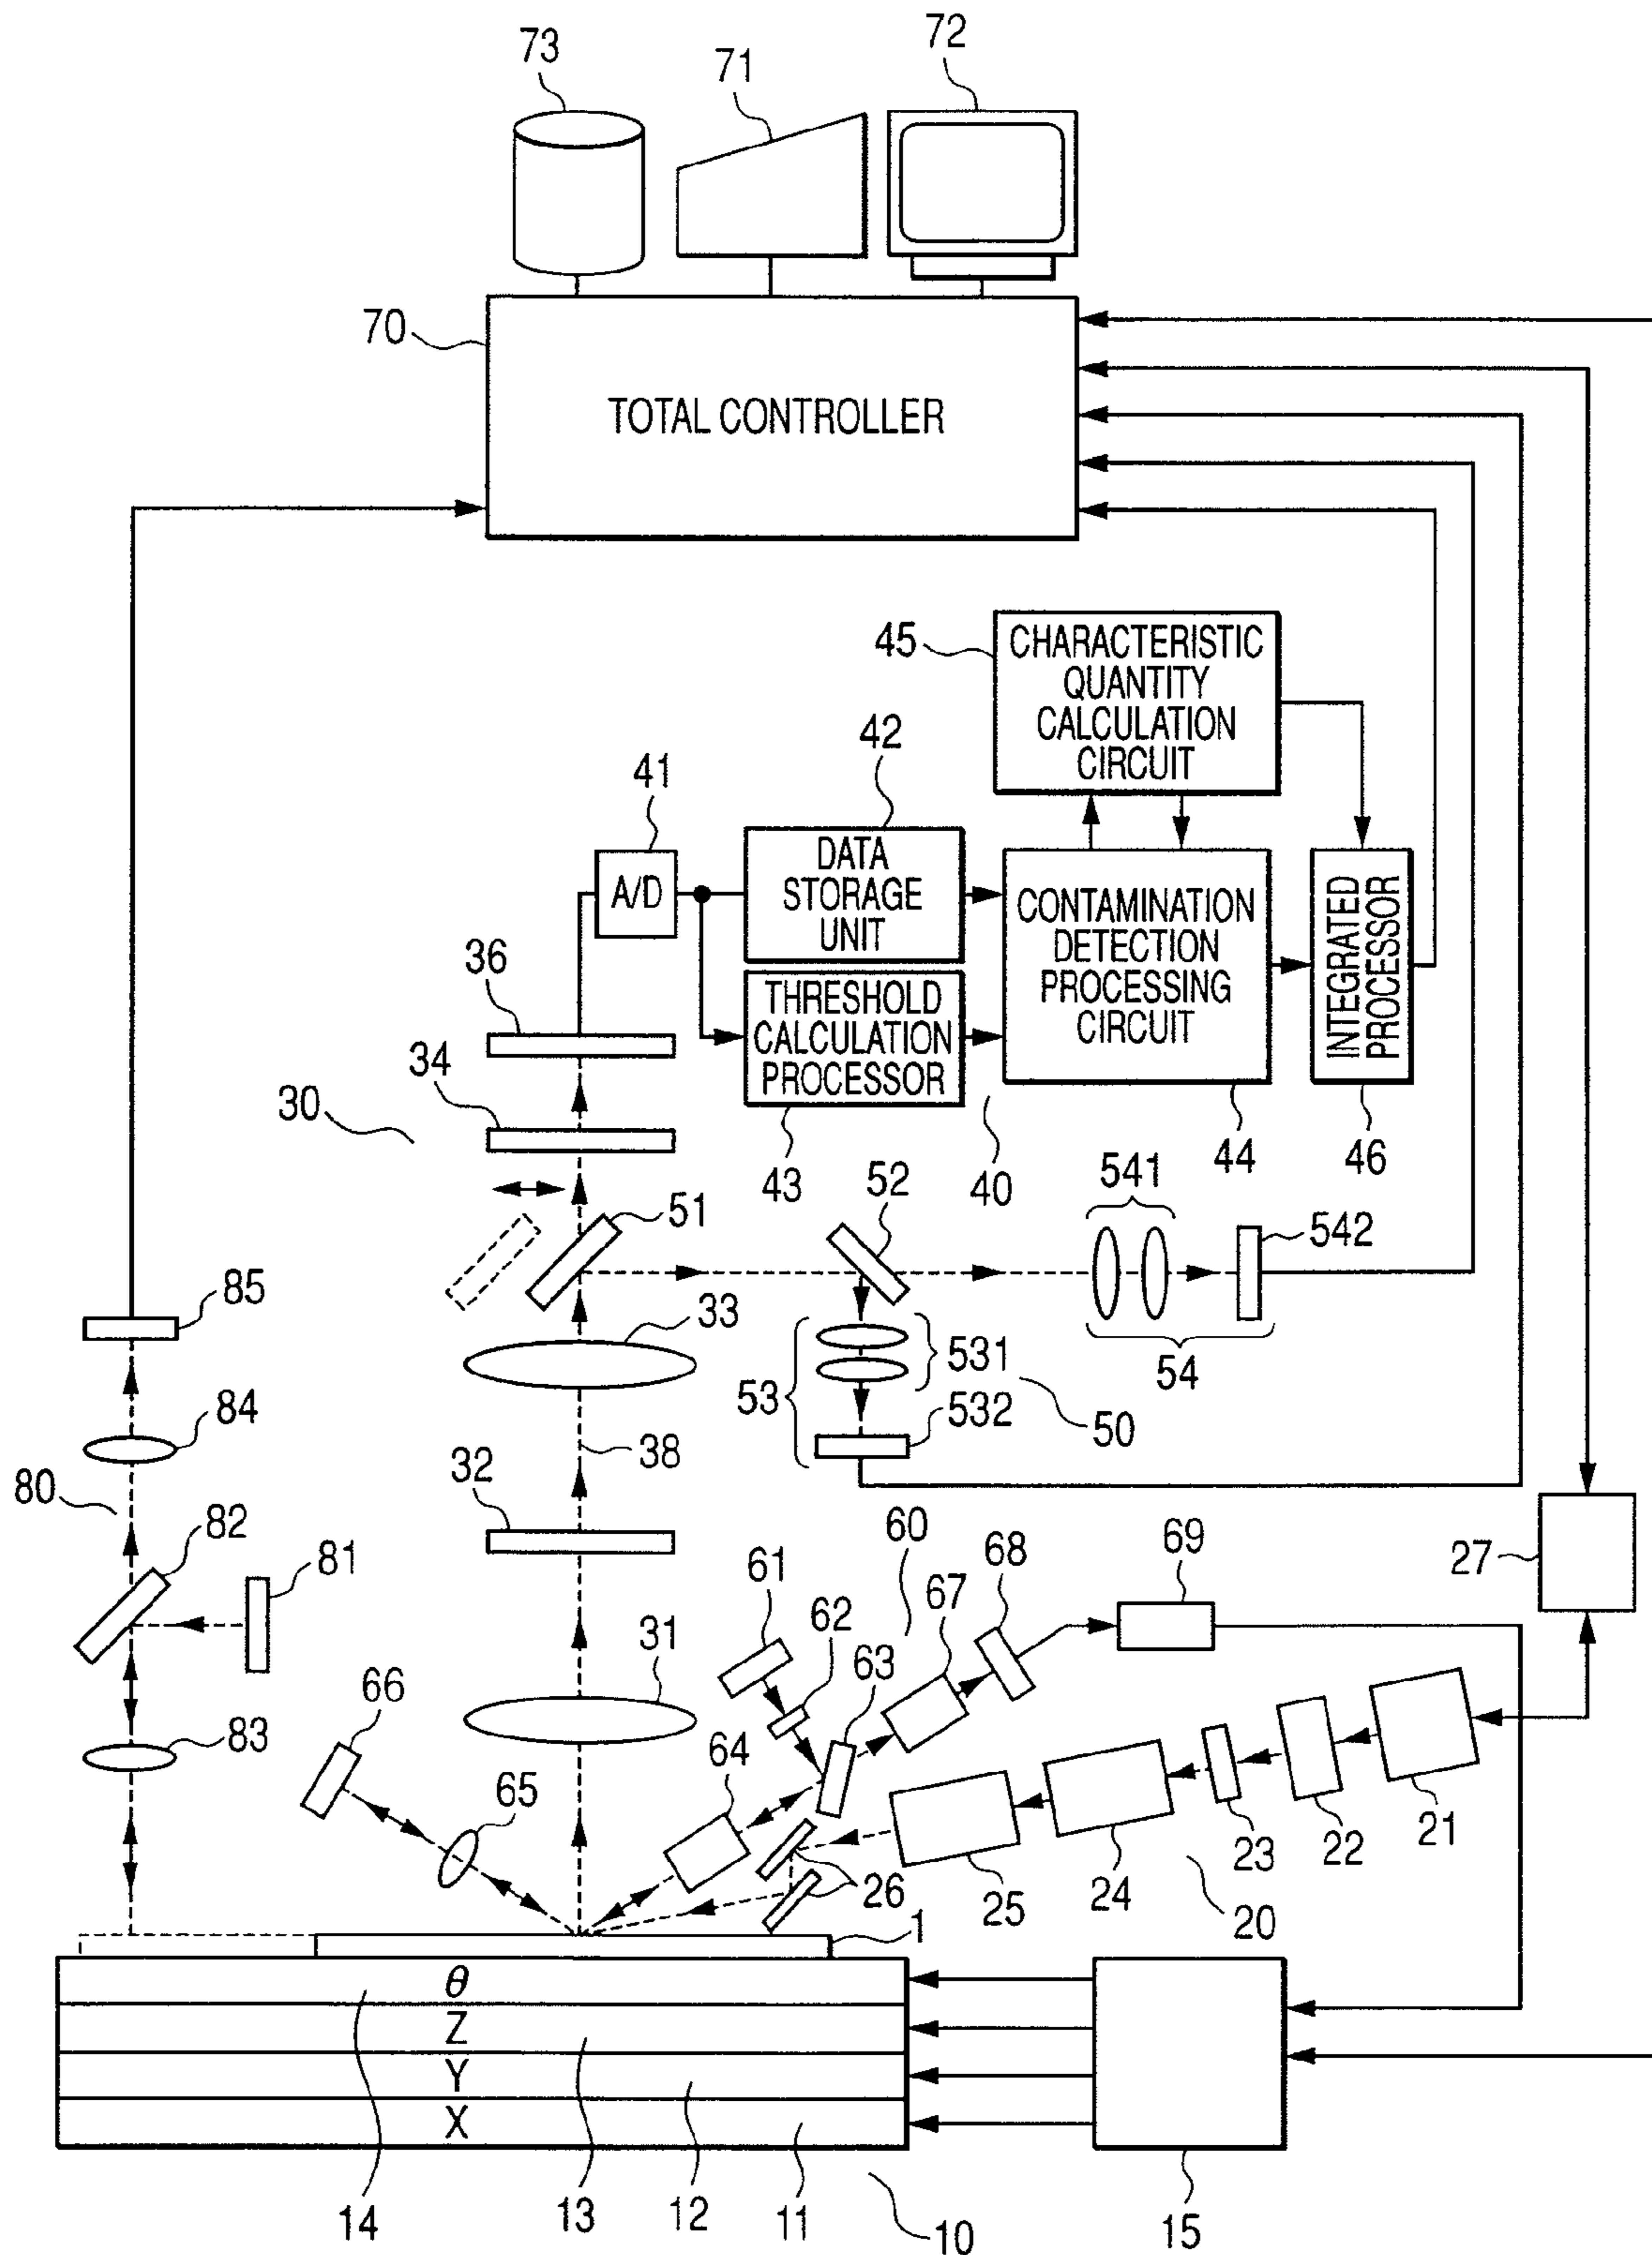 72
73
71
70
TOTAL CONTROLLER
45
CHARACTERISTIC
QUANTITY
CALCULATION
CIRCUIT
42
41
A/D
DATA
STORAGE
UNIT
CONTAMINATION
DETECTION
PROCESSING
CIRCUIT
INTEGRATED
PROCESSOR
36
THRESHOLD
CALCULATION
PROCESSOR
34
30
43
40
44
46
52
541
51
542
85
33
531
54
53
84
532
50
38
32
80
82
60
69
81
61
68
27
67
62
31
63
66
64
83
65
21
22
23
26
24
25
20
1
θ
Z
Y
X
14
13
12
11
10
15